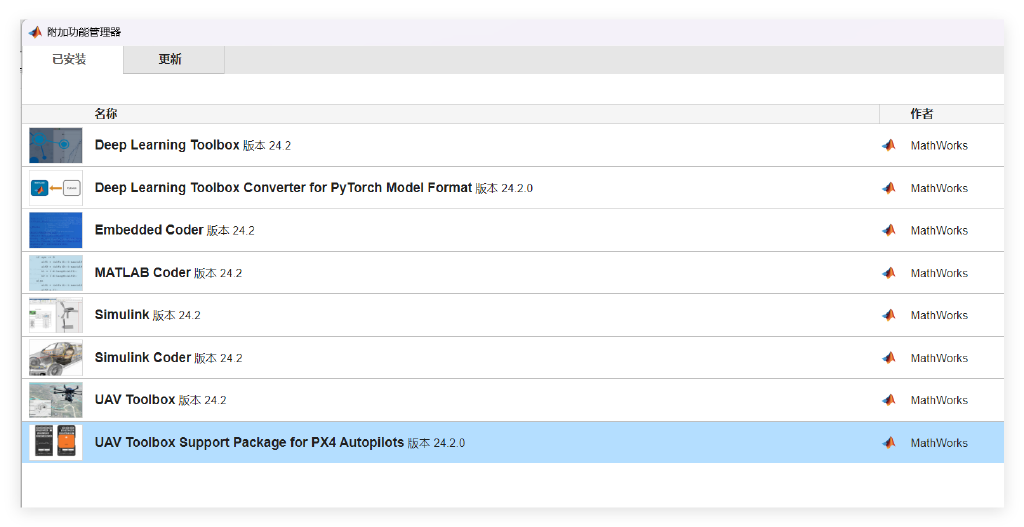 附加功能管理器
已安装 更新
名称 作者
Deep Learning Toolbox 版本 24.2 MathWorks
Deep Learning Toolbox Converter for PyTorch Model Format 版本 24.2.0 MathWorks
Embedded Coder 版本 24.2 MathWorks
MATLAB Coder 版本 24.2 MathWorks
Simulink 版本 24.2 MathWorks
Simulink Coder 版本 24.2 MathWorks
UAV Toolbox 版本 24.2 MathWorks
UAV Toolbox Support Package for PX4 Autopilots 版本 24.2.0 MathWorks